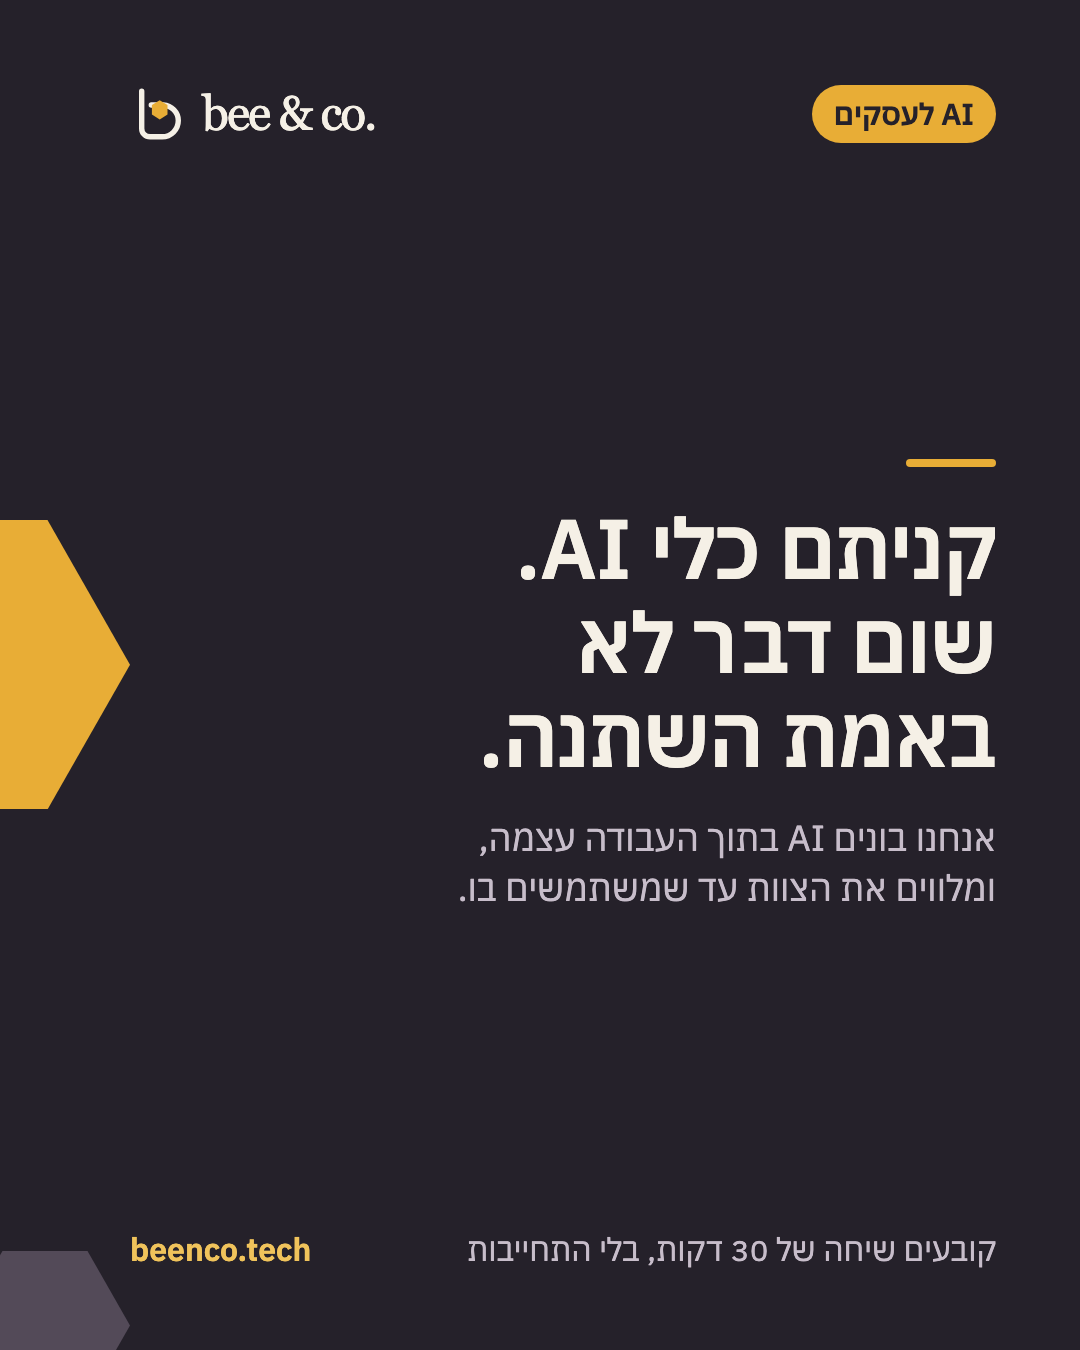 bee & co.
AI לעסקים
קניתם כלי AI.
שום דבר לא
באמת השתנה.
אנחנו בונים AI בתוך העבודה עצמה,
ומלווים את הצוות עד שמשתמשים בו.
קובעים שיחה של 30 דקות, בלי התחייבות
beenco.tech